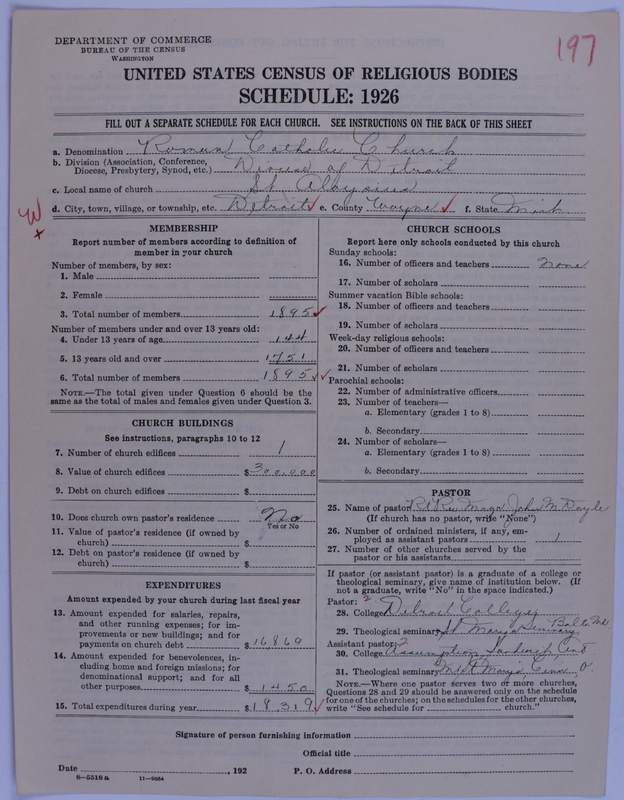 197
DEPARTMENT OF COMMERCE
BUREAU OF THE CENSUS
WASHINGTON
UNITED STATES CENSUS OF RELIGIOUS BODIES
SCHEDULE: 1926
FILL OUT A SEPARATE SCHEDULE FOR EACH CHURCH. SEE INSTRUCTIONS ON THE BACK OF THIS SHEET
a. Denomination Roman Catholic Church
b. Division (Association, Conference, Diocese, Presbytery, Synod, etc.) Diocese of Detroit
c. Local name of church St Aloysius
d. City, town, village, or township, etc. Detroit e. County Wayne f. State Mich
W
x
MEMBERSHIP
Report number of members according to definition of
member in your church
Number of members, by sex:
1. Male
2. Female
3. Total number of members 1895
Number of members under and over 13 years old:
4. Under 13 years of age 144
5. 13 years old and over 1751
6. Total number of members 1895
NOTE.—The total given under Question 6 should be
same as the total of males and females given under Question 3.
CHURCH BUILDINGS
See instructions, paragraphs 10 to 12
7. Number of church edifices 1
8. Value of church edifices $300,000
9. Debt on church edifices $
10. Does church own pastor's residence No
Yes or No
11. Value of pastor's residence (if owned by
church) $
12. Debt on pastor's residence (if owned by
church) $
EXPENDITURES
Amount expended by your church during last fiscal year
13. Amount expended for salaries, repairs,
and other running expenses; for im-
provements or new buildings; and for
payments on church debt $16,869
14. Amount expended for benevolences, in-
cluding home and foreign missions; for
denominational support; and for all
other purposes $1450
15. Total expenditures during year $18,319
CHURCH SCHOOLS
Report here only schools conducted by this church
Sunday schools:
16. Number of officers and teachers none
17. Number of scholars
Summer vacation Bible schools:
18. Number of officers and teachers
19. Number of scholars
Week-day religious schools:
20. Number of officers and teachers
21. Number of scholars
Parochial schools:
22. Number of administrative officers
23. Number of teachers—
a. Elementary (grades 1 to 8)
b. Secondary
24. Number of scholars—
a. Elementary (grades 1 to 8)
b. Secondary
PASTOR
25. Name of pastor Rt Rev John M. Doyle
(If church has no pastor, write "None")
26. Number of ordained ministers, if any, em-
ployed as assistant pastors 1
27. Number of other churches served by the
pastor or his assistants
If pastor (or assistant pastor) is a graduate of a college or
theological seminary, give name of institution below. (If
not a graduate, write "No" in the space indicated.)
Pastor: 2
28. College Detroit College
29. Theological seminary St Mary's Seminary Balto Md
Assistant pastor: 2
30. College Assumption Sandwich Ont
31. Theological seminary Mt St Mary's Cinn O.
NOTE.—Where one pastor serves two or more churches,
Questions 28 and 29 should be answered only on the schedule
for one of the churches; on the schedules for the other churches,
write "See schedule for church."
Signature of person furnishing information
Official title
Date , 192 P. O. Address
8—5518 a 11—9064